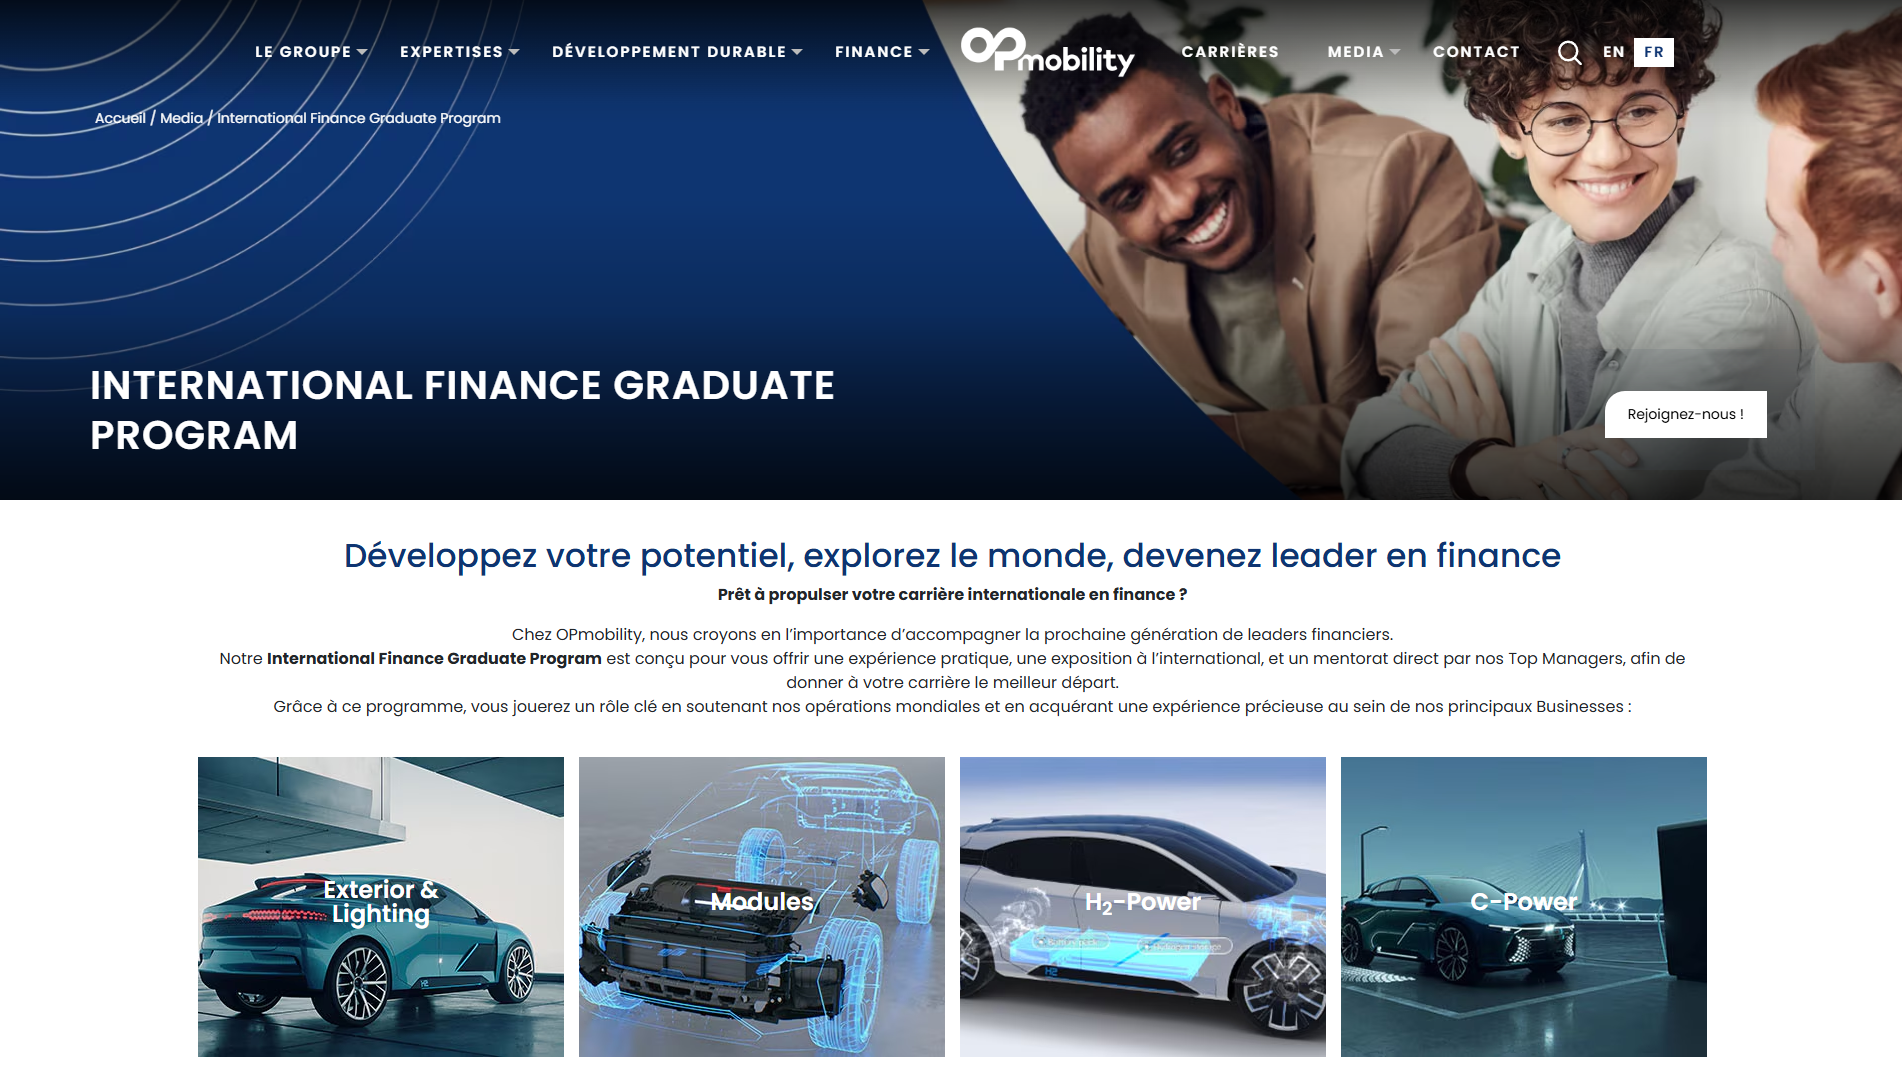 LE GROUPE EXPERTISES DÉVELOPPEMENT DURABLE FINANCE OPmobility CARRIÈRES MEDIA CONTACT EN FR
Accueil / Media / International Finance Graduate Program
INTERNATIONAL FINANCE GRADUATE
PROGRAM
Rejoignez-nous !
Développez votre potentiel, explorez le monde, devenez leader en finance
Prêt à propulser votre carrière internationale en finance ?
Chez OPmobility, nous croyons en l’importance d’accompagner la prochaine génération de leaders financiers.
Notre International Finance Graduate Program est conçu pour vous offrir une expérience pratique, une exposition à l’international, et un mentorat direct par nos Top Managers, afin de
donner à votre carrière le meilleur départ.
Grâce à ce programme, vous jouerez un rôle clé en soutenant nos opérations mondiales et en acquérant une expérience précieuse au sein de nos principaux Businesses :
Exterior &
Lighting
Modules
H₂-Power
C-Power